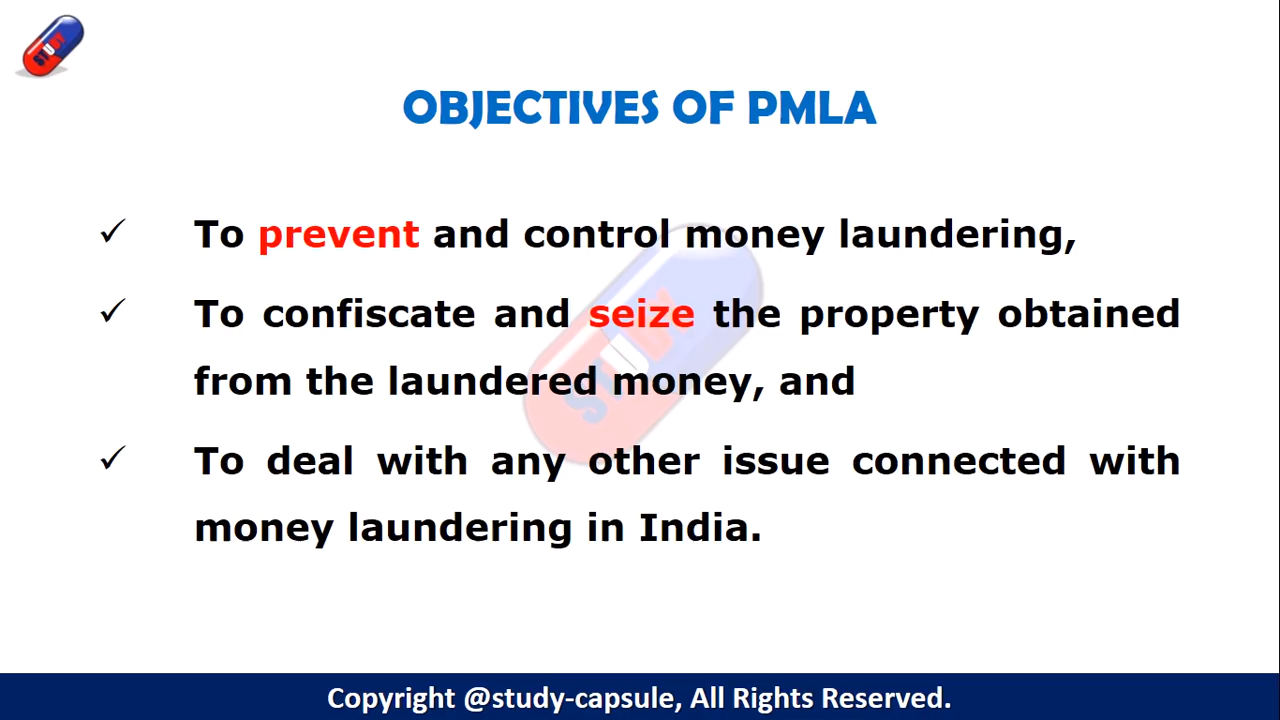 STUDY
OBJECTIVES OF PMLA
✓ To prevent and control money laundering,
✓ To confiscate and seize the property obtained
from the laundered money, and
✓ To deal with any other issue connected with
money laundering in India.
STUDY
Copyright @study-capsule, All Rights Reserved.